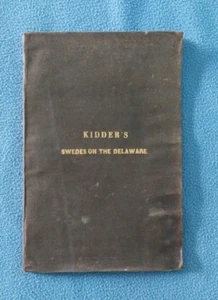 KIDDER'S
SWEDES ON THE DELAWARE